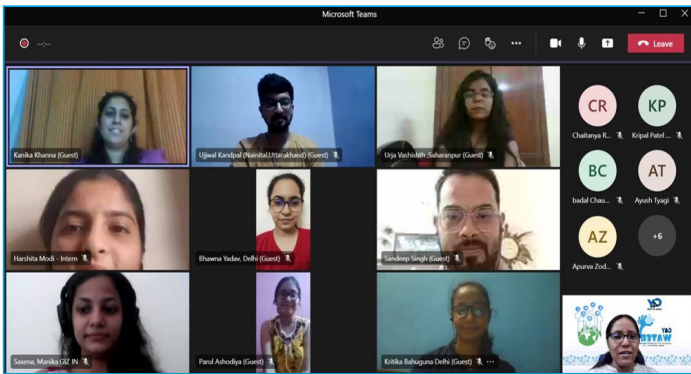 Microsoft Teams
--:--
Leave
Kanika Khanna (Guest)
Ujjwal Kandpal (Nainital,Uttarakhand) (Guest)
Urja Vashishth ,Saharanpur (Guest)
CR
KP
Chaitanya R...
Kripal Patel ...
Harshita Modi - Intern
Bhawna Yadav, Delhi (Guest)
Sandeep Singh (Guest)
BC
AT
badal Chau...
Ayush Tyagi
AZ
+6
Apurva Zod...
Saxena, Manika GIZ IN
Parul Ashodiya (Guest)
Kritika Bahuguna Delhi (Guest) ...